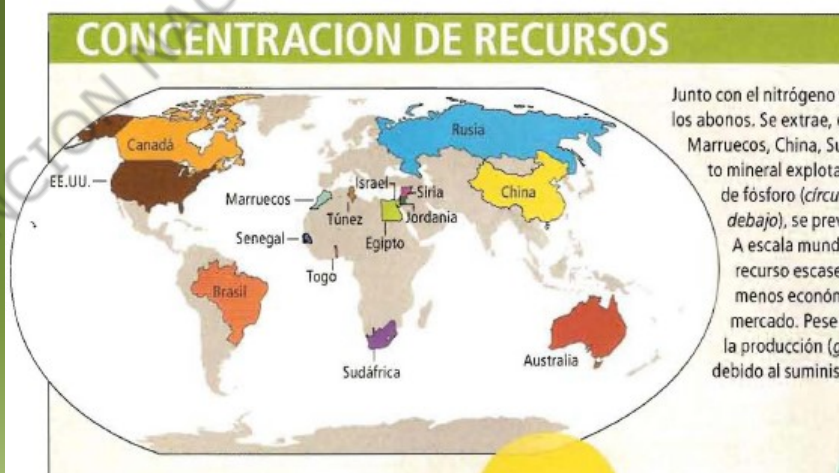 CONCENTRACION DE RECURSOS
Canadá
EE.UU.
Rusia
China
Marruecos
Túnez
Israel
Siria
Jordania
Senegal
Egipto
Togo
Brasil
Sudáfrica
Australia
Junto con el nitrógeno
los abonos. Se extrae,
Marruecos, China, Su
to mineral explota
de fósforo (círcu
debajo), se prev
A escala mund
recurso escase
menos económ
mercado. Pese
la producción (g
debido al suminis